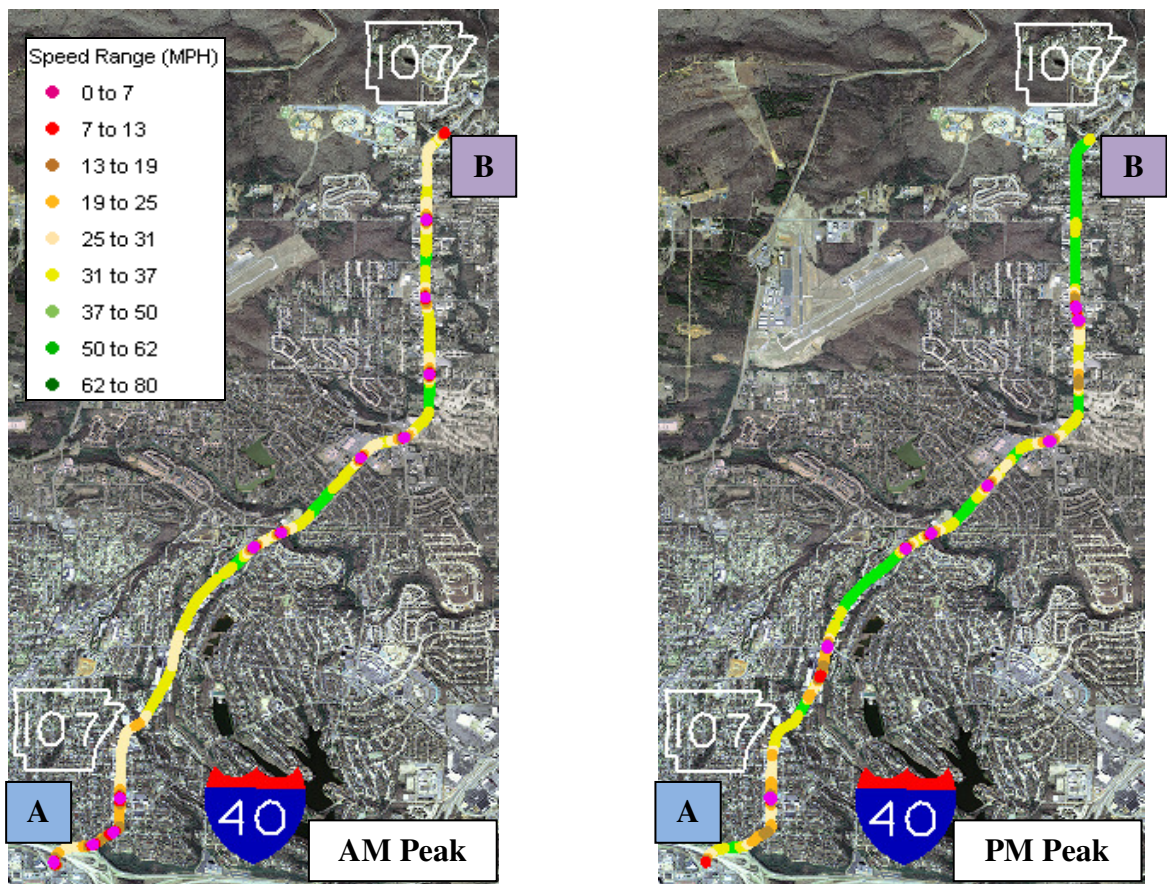 Speed Range (MPH)
0 to 7
7 to 13
13 to 19
19 to 25
25 to 31
31 to 37
37 to 50
50 to 62
62 to 80
107
B
107
A
40
AM Peak
107
B
107
A
40
PM Peak